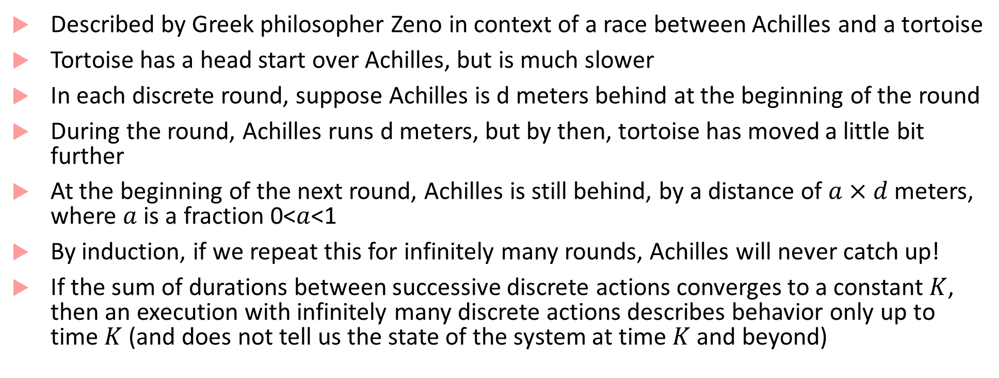 Described by Greek philosopher Zeno in context of a race between Achilles and a tortoise
Tortoise has a head start over Achilles, but is much slower
In each discrete round, suppose Achilles is d meters behind at the beginning of the round
During the round, Achilles runs d meters, but by then, tortoise has moved a little bit
further
At the beginning of the next round, Achilles is still behind, by a distance of a × d meters,
where a is a fraction 0<a<1
By induction, if we repeat this for infinitely many rounds, Achilles will never catch up!
If the sum of durations between successive discrete actions converges to a constant K,
then an execution with infinitely many discrete actions describes behavior only up to
time K (and does not tell us the state of the system at time K and beyond)